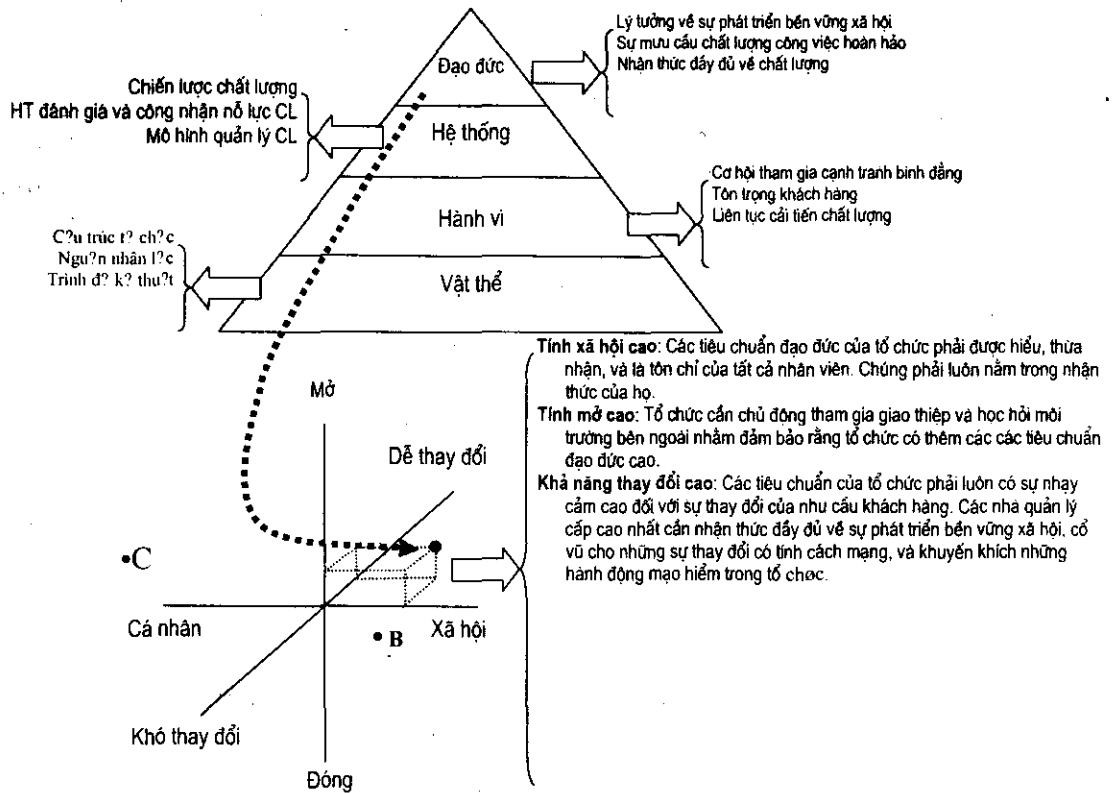 Lý tưởng về sự phát triển bền vững xã hội
Sự mưu cầu chất lượng công việc hoàn hảo
Nhận thức đầy đủ về chất lượng
Đạo đức
Chiến lược chất lượng
HT đánh giá và công nhận nỗ lực CL
Mô hình quản lý CL
Hệ thống
Cơ hội tham gia cạnh tranh bình đẳng
Tôn trọng khách hàng
Liên tục cải tiến chất lượng
Hành vi
C?u trúc t? ch?c
Ngu?n nhân l?c
Trình đ? k? thu?t
Vật thể
Tính xã hội cao: Các tiêu chuẩn đạo đức của tổ chức phải được hiểu, thừa
nhận, và là tôn chỉ của tất cả nhân viên. Chúng phải luôn nằm trong nhận
thức của họ.
Tính mở cao: Tổ chức cần chủ động tham gia giao thiệp và học hỏi môi
trường bên ngoài nhằm đảm bảo rằng tổ chức có thêm các các tiêu chuẩn
đạo đức cao.
Khả năng thay đổi cao: Các tiêu chuẩn của tổ chức phải luôn có sự nhạy
cảm cao đối với sự thay đổi của nhu cầu khách hàng. Các nhà quản lý
cấp cao nhất cần nhận thức đầy đủ về sự phát triển bền vững xã hội, cổ
vũ cho những sự thay đổi có tính cách mạng, và khuyến khích những
hành động mạo hiểm trong tổ chøc.
Mở
Dễ thay đổi
•C
Cá nhân
• B
Xã hội
Khó thay đổi
Đóng